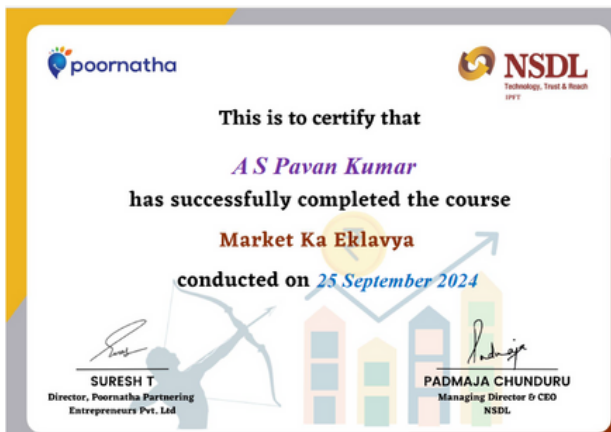 poornatha
NSDL
Technology, Trust & Reach
IPFT
This is to certify that
A S Pavan Kumar
has successfully completed the course
Market Ka Eklavya
conducted on 25 September 2024
SURESH T
Director, Poornatha Partnering
Entrepreneurs Pvt. Ltd
Padmaja
PADMAJA CHUNDURU
Managing Director & CEO
NSDL